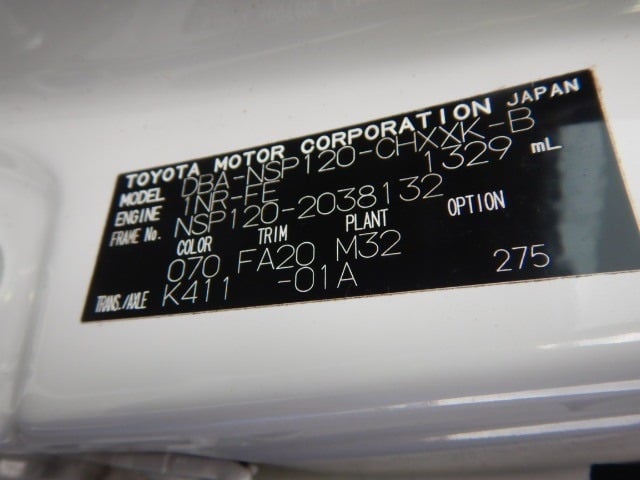 TOYOTA MOTOR CORPORATION JAPAN
MODEL DBA-NSP120-CHXXK-B
ENGINE 1NR-FE 1329 mL
FRAME No. NSP120-2038132
COLOR TRIM PLANT OPTION
070 FA20 M32
TRANS./AXLE K411 -01A 275